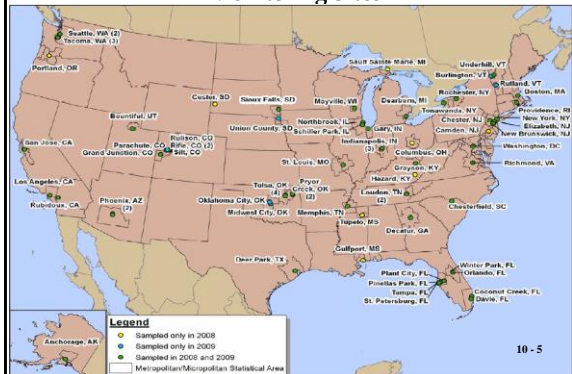 Seattle, WA (2)
Tacoma, WA (3)
Portland, OR
Custer, SD
Sioux Falls, SD
Union County, SD
Mayville, WI
Sault Sainte Marie, MI
Dearborn, MI
Underhill, VT
Burlington, VT
Rutland, VT
Rochester, NY
Boston, MA
Tonawanda, NY
Providence, RI
Chester, NJ
New York, NY
Camden, NJ
Elizabeth, NJ
New Brunswick, NJ
Washington, DC
Richmond, VA
Bountiful, UT
Northbrook, IL
Schiller Park, IL
Gary, IN
Indianapolis, IN
(3)
Columbus, OH
Rulison, CO
Parachute, CO
Rifle, CO (2)
Grand Junction, CO
Silt, CO
San Jose, CA
St. Louis, MO
Grayson, KY
Hazard, KY
Los Angeles, CA
Rubidoux, CA
Phoenix, AZ
(2)
Tulsa, OK
(4)
Pryor
Creek, OK
(2)
Loudon, TN
(2)
Oklahoma City, OK
Midwest City, OK
Memphis, TN
Tupelo, MS
Chesterfield, SC
Decatur, GA
Gulfport, MS
Deer Park, TX
Winter Park, FL
Orlando, FL
Plant City, FL
Pinellas Park, FL
Tampa, FL
St. Petersburg, FL
Coconut Creek, FL
Davie, FL
Anchorage, AK
Legend
Sampled only in 2008
Sampled only in 2009
Sampled in 2008 and 2009
Metropolitan/Micropolitan Statistical Area
10 - 5